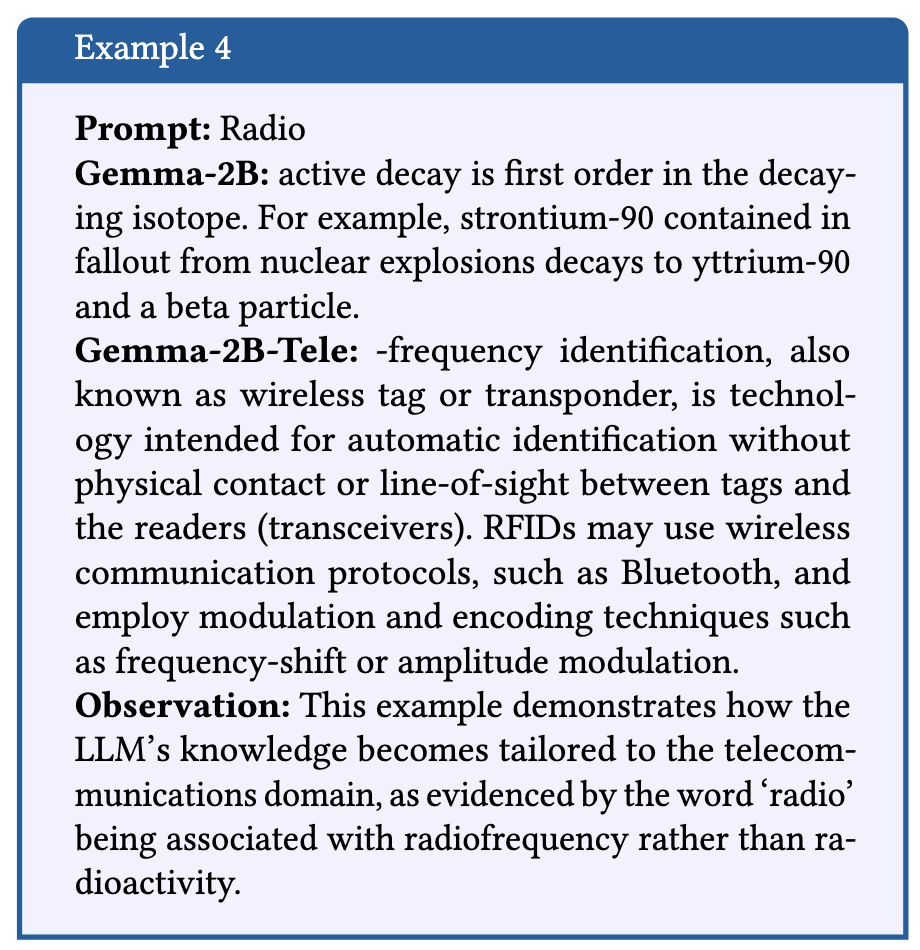 Example 4
Prompt: Radio
Gemma-2B: active decay is first order in the decay-
ing isotope. For example, strontium-90 contained in
fallout from nuclear explosions decays to yttrium-90
and a beta particle.
Gemma-2B-Tele: -frequency identification, also
known as wireless tag or transponder, is technol-
ogy intended for automatic identification without
physical contact or line-of-sight between tags and
the readers (transceivers). RFIDs may use wireless
communication protocols, such as Bluetooth, and
employ modulation and encoding techniques such
as frequency-shift or amplitude modulation.
Observation: This example demonstrates how the
LLM’s knowledge becomes tailored to the telecom-
munications domain, as evidenced by the word ‘radio’
being associated with radiofrequency rather than ra-
dioactivity.